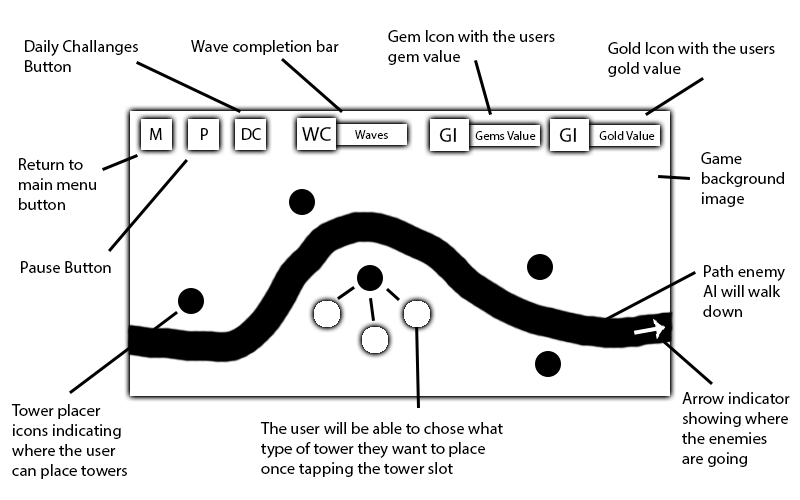 Daily Challanges
Button
Wave completion bar
Gem Icon with the users
gem value
Gold Icon with the users
gold value
M
P
DC
WC
Waves
GI
Gems Value
GI
Gold Value
Return to
main menu
button
Game
background
image
Pause Button
Path enemy
AI will walk
down
Tower placer
icons indicating
where the user
can place towers
The user will be able to chose what
type of tower they want to place
once tapping the tower slot
Arrow indicator
showing where
the enemies
are going